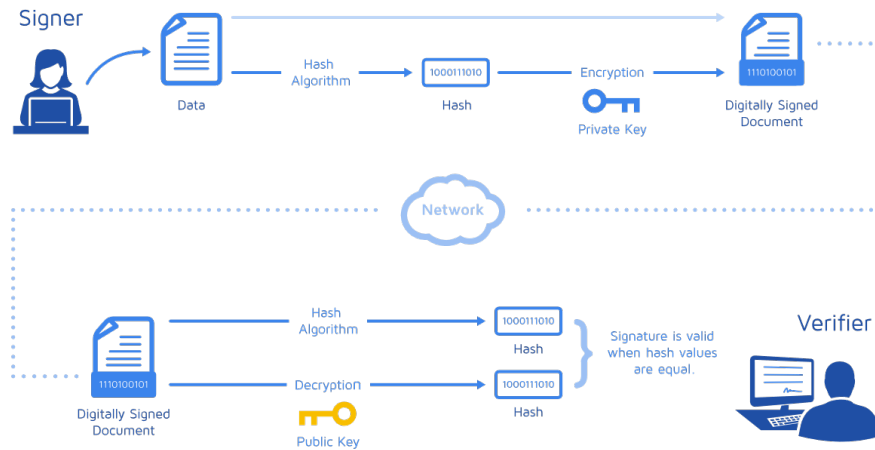 Signer
Hash
Algorithm
1000111010
Encryption
1110100101
Data
Hash
Private Key
Digitally Signed
Document
Network
Hash
Algorithm
1000111010
Hash
Signature is valid
when hash values
are equal.
Verifier
1110100101
Decryption
1000111010
Digitally Signed
Document
Public Key
Hash